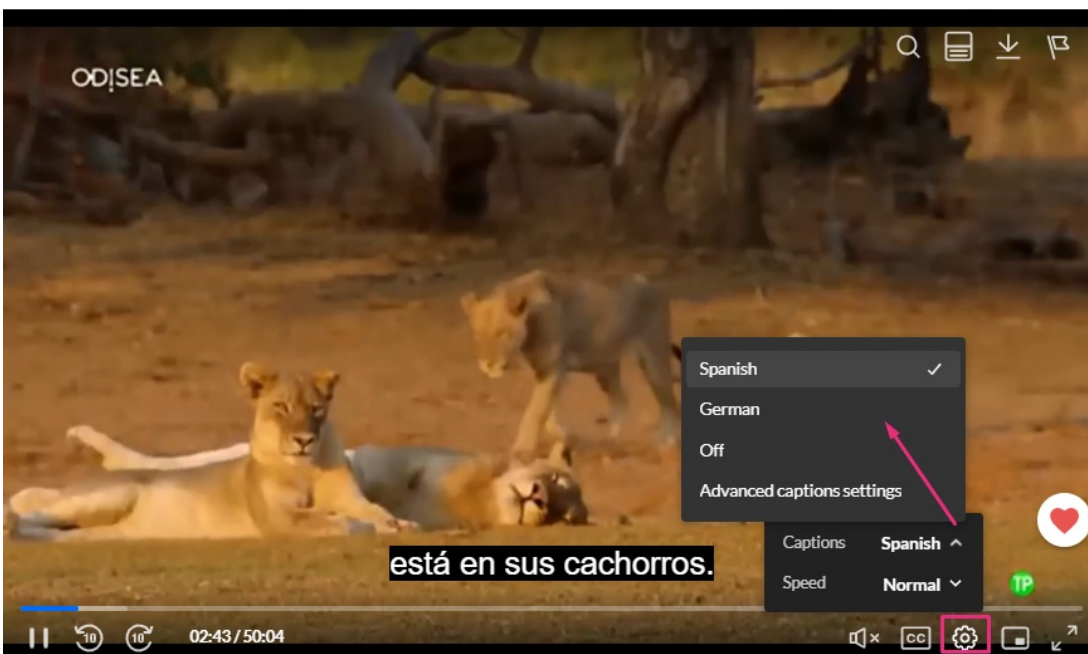 ODISEA
Spanish
German
Off
Advanced captions settings
Captions Spanish
Speed Normal
está en sus cachorros.
TP
10 10 02:43 / 50:04
CC